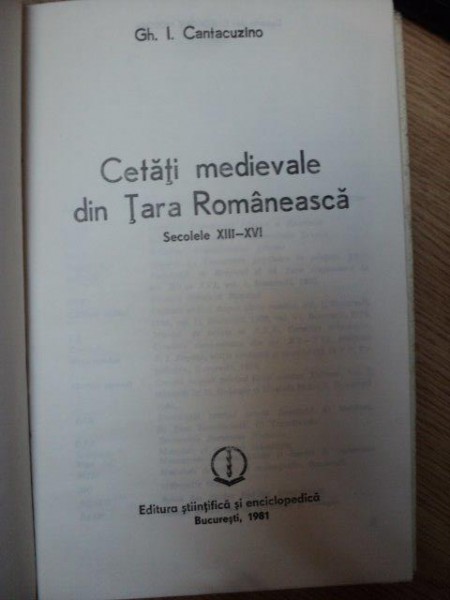 Gh. I. Cantacuzino
Cetăţi medievale
din Ţara Românească
Secolele XIII–XVI
Editura ştiinţifică şi enciclopedică
Bucureşti, 1981